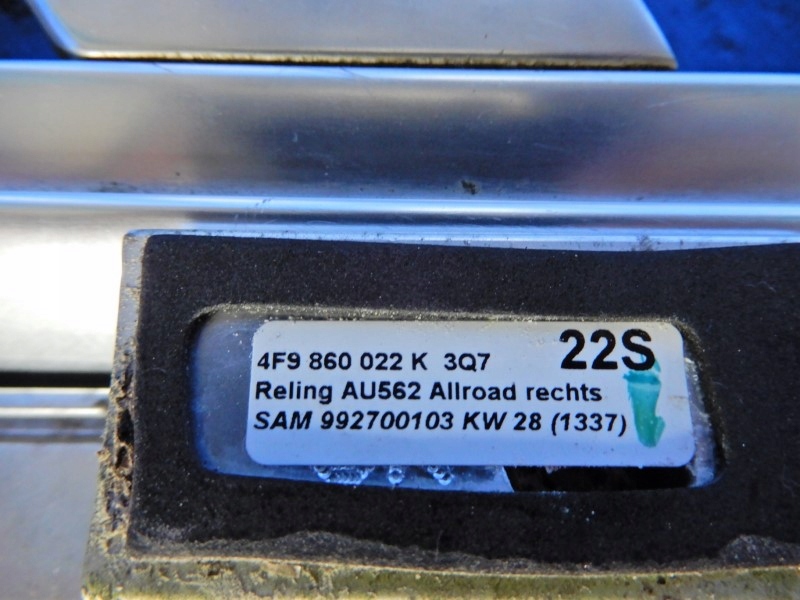 4F9 860 022 K 3Q7 22S
Reling AU562 Allroad rechts
SAM 992700103 KW 28 (1337)